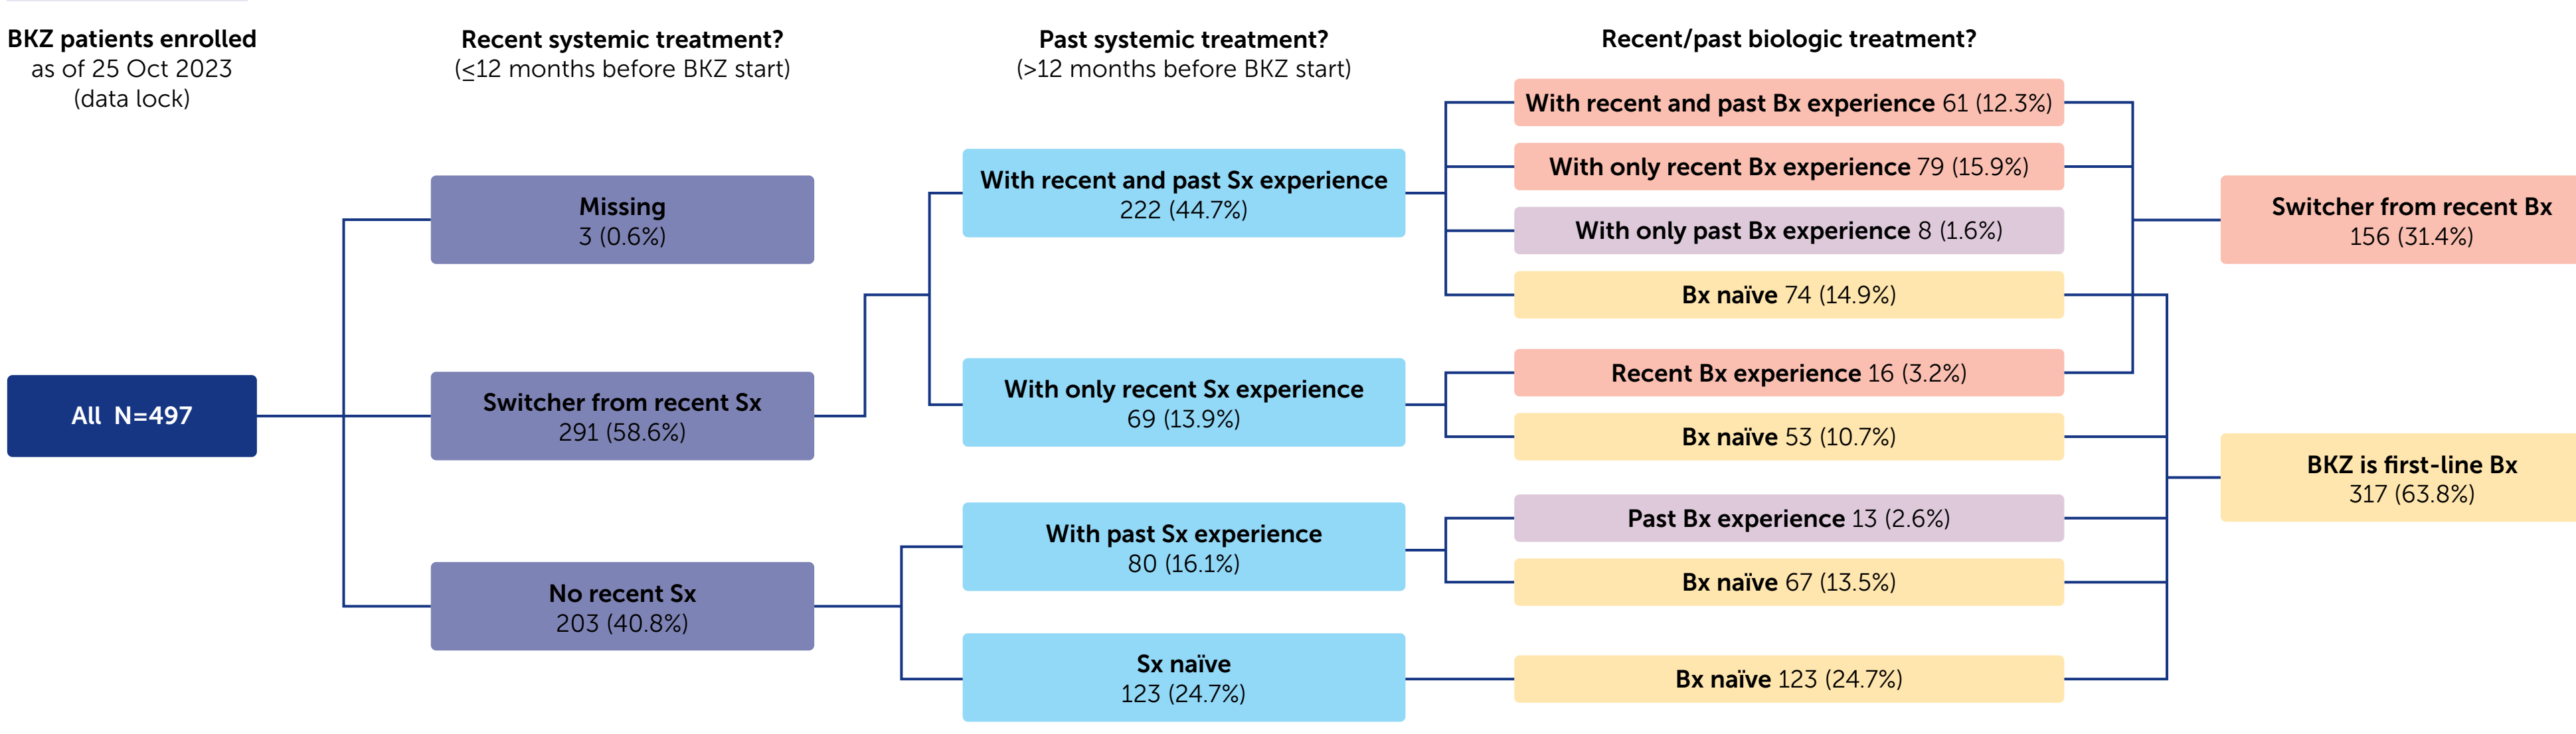 BKZ patients enrolled
as of 25 Oct 2023
(data lock)
Recent systemic treatment?
(≤12 months before BKZ start)
Past systemic treatment?
(>12 months before BKZ start)
Recent/past biologic treatment?
All N=497
Missing
3 (0.6%)
Switcher from recent Sx
291 (58.6%)
No recent Sx
203 (40.8%)
With recent and past Sx experience
222 (44.7%)
With only recent Sx experience
69 (13.9%)
With past Sx experience
80 (16.1%)
Sx naïve
123 (24.7%)
With recent and past Bx experience 61 (12.3%)
With only recent Bx experience 79 (15.9%)
With only past Bx experience 8 (1.6%)
Bx naïve 74 (14.9%)
Recent Bx experience 16 (3.2%)
Bx naïve 53 (10.7%)
Past Bx experience 13 (2.6%)
Bx naïve 67 (13.5%)
Bx naïve 123 (24.7%)
Switcher from recent Bx
156 (31.4%)
BKZ is first-line Bx
317 (63.8%)